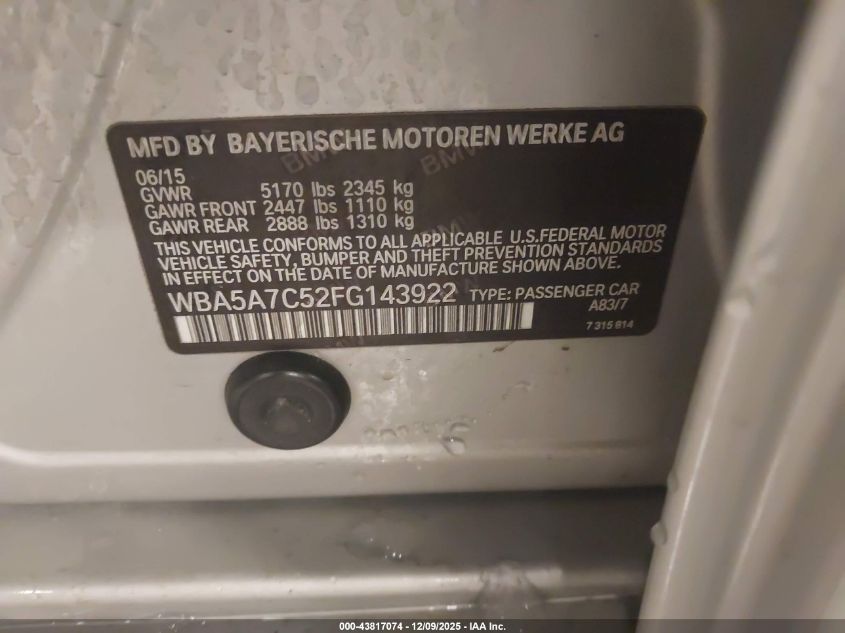 MFD BY BAYERISCHE MOTOREN WERKE AG
06/15
GVWR 5170 lbs 2345 kg
GAWR FRONT 2447 lbs 1110 kg
GAWR REAR 2888 lbs 1310 kg
THIS VEHICLE CONFORMS TO ALL APPLICABLE U.S.FEDERAL MOTOR
VEHICLE SAFETY, BUMPER AND THEFT PREVENTION STANDARDS
IN EFFECT ON THE DATE OF MANUFACTURE SHOWN ABOVE.
WBA5A7C52FG143922 TYPE: PASSENGER CAR
A83/7
7 315 814
000-43817074 - 12/09/2025 - IAA Inc.